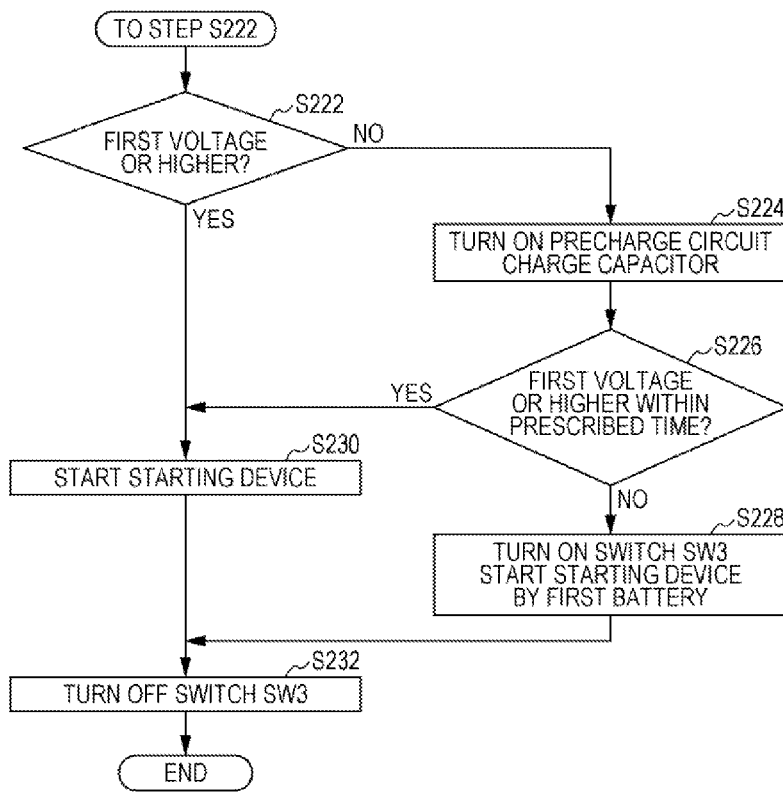 TO STEP S222
S222
FIRST VOLTAGE
OR HIGHER?
NO
YES
S224
TURN ON PRECHARGE CIRCUIT
CHARGE CAPACITOR
S226
FIRST VOLTAGE
OR HIGHER WITHIN
PRESCRIBED TIME?
YES
NO
S230
START STARTING DEVICE
S228
TURN ON SWITCH SW3
START STARTING DEVICE
BY FIRST BATTERY
S232
TURN OFF SWITCH SW3
END